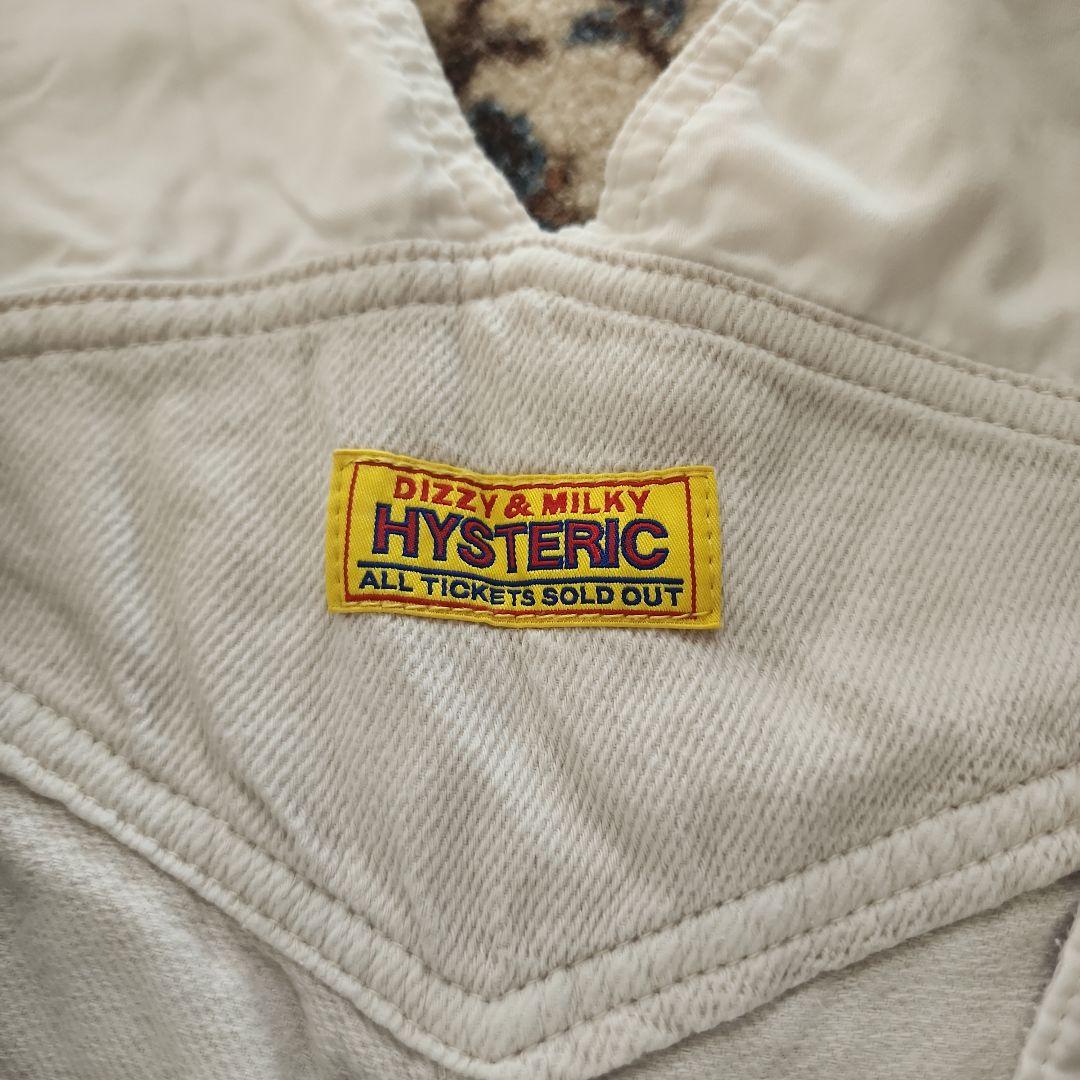 DIZZY & MILKY
HYSTERIC
ALL TICKETS SOLD OUT